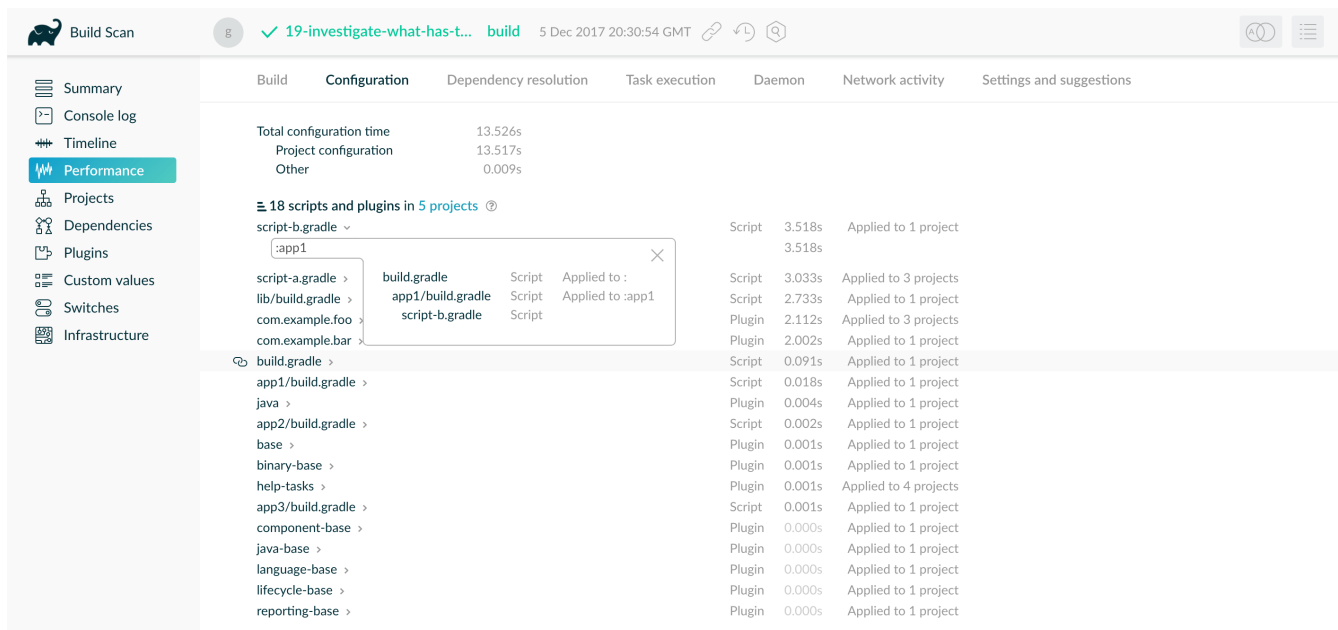 Build Scan
g
19-investigate-what-has-t... build 5 Dec 2017 20:30:54 GMT
Build Configuration Dependency resolution Task execution Daemon Network activity Settings and suggestions
Summary
Console log
Timeline
Performance
Projects
Dependencies
Plugins
Custom values
Switches
Infrastructure
Total configuration time 13.526s
Project configuration 13.517s
Other 0.009s
18 scripts and plugins in 5 projects ?
script-b.gradle Script 3.518s Applied to 1 project
:app1 3.518s
build.gradle Script Applied to :
app1/build.gradle Script Applied to :app1
script-b.gradle Script
script-a.gradle Script 3.033s Applied to 3 projects
lib/build.gradle Script 2.733s Applied to 1 project
com.example.foo Plugin 2.112s Applied to 3 projects
com.example.bar Plugin 2.002s Applied to 1 project
build.gradle Script 0.091s Applied to 1 project
app1/build.gradle Script 0.018s Applied to 1 project
java Plugin 0.004s Applied to 1 project
app2/build.gradle Script 0.002s Applied to 1 project
base Plugin 0.001s Applied to 1 project
binary-base Plugin 0.001s Applied to 1 project
help-tasks Plugin 0.001s Applied to 4 projects
app3/build.gradle Script 0.001s Applied to 1 project
component-base Plugin 0.000s Applied to 1 project
java-base Plugin 0.000s Applied to 1 project
language-base Plugin 0.000s Applied to 1 project
lifecycle-base Plugin 0.000s Applied to 1 project
reporting-base Plugin 0.000s Applied to 1 project